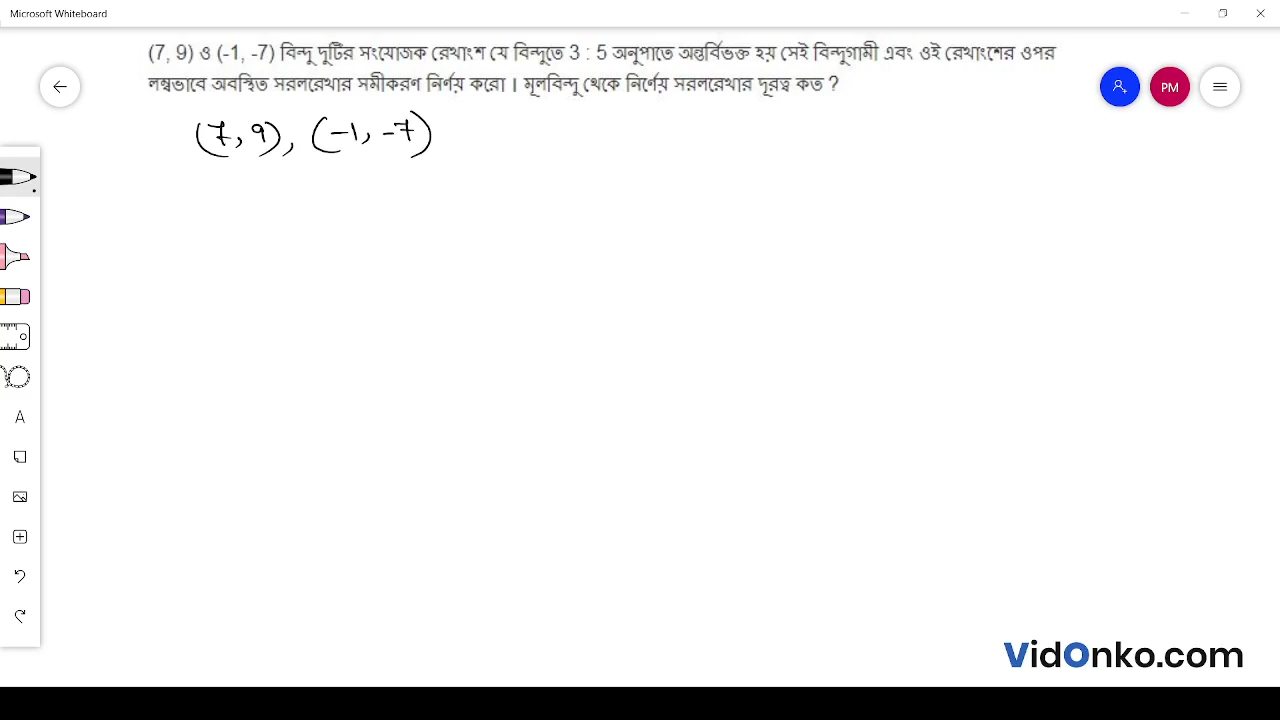 Microsoft Whiteboard
(7, 9) ও (-1, -7) বিন্দু দুটির সংযোজক রেখাংশ যে বিন্দুতে 3 : 5 অনুপাতে অন্তর্বিভক্ত হয় সেই বিন্দুগামী এবং ওই রেখাংশের ওপর
লম্বভাবে অবস্থিত সরলরেখার সমীকরণ নির্ণয় করো । মূলবিন্দু থেকে নির্ণেয় সরলরেখার দূরত্ব কত ?
PM
(7, 9), (-1, -7)
A
VidOnko.com